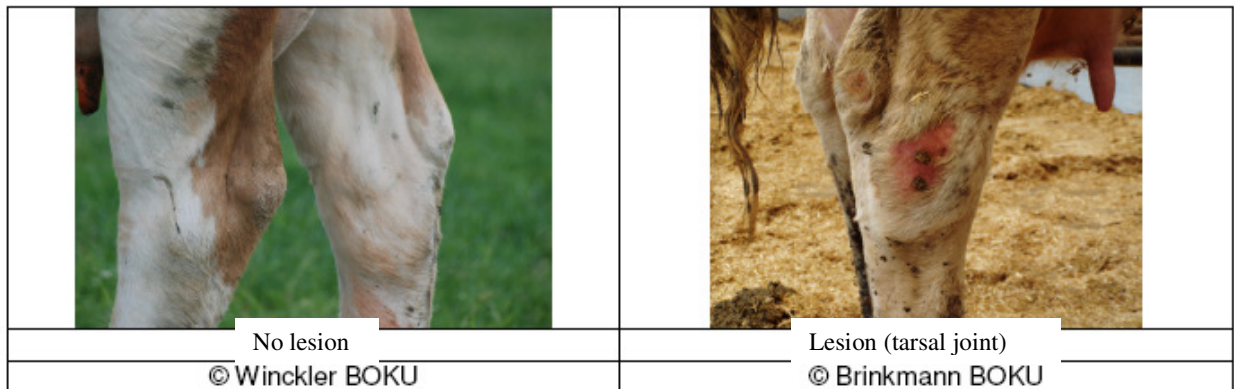 No lesion
Lesion (tarsal joint)
© Winckler BOKU
© Brinkmann BOKU